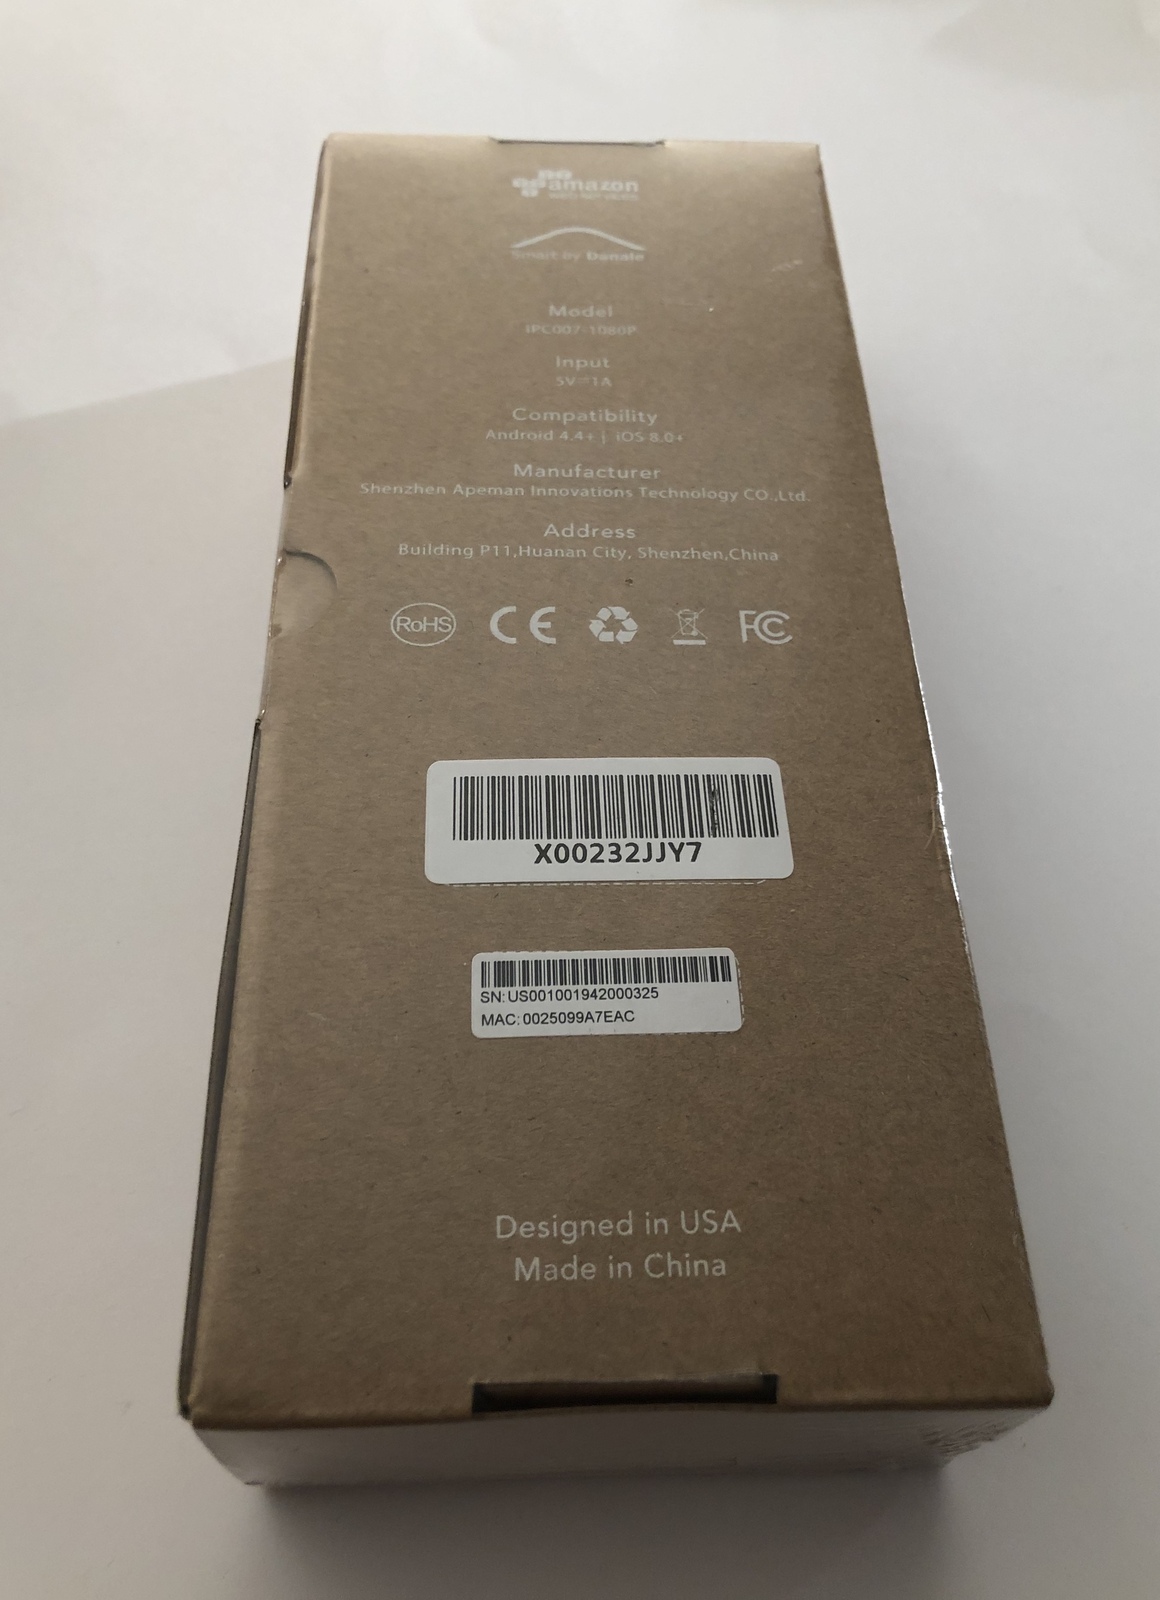 amazon
Smart by Danale
Model
IPC007-1080P
Input
5V⎓1A
Compatibility
Android 4.4+ | iOS 8.0+
Manufacturer
Shenzhen Apeman Innovations Technology CO.,Ltd.
Address
Building P11,Huanan City, Shenzhen,China
RoHS CE FC
X00232JJY7
SN: US001001942000325
MAC: 0025099A7EAC
Designed in USA
Made in China